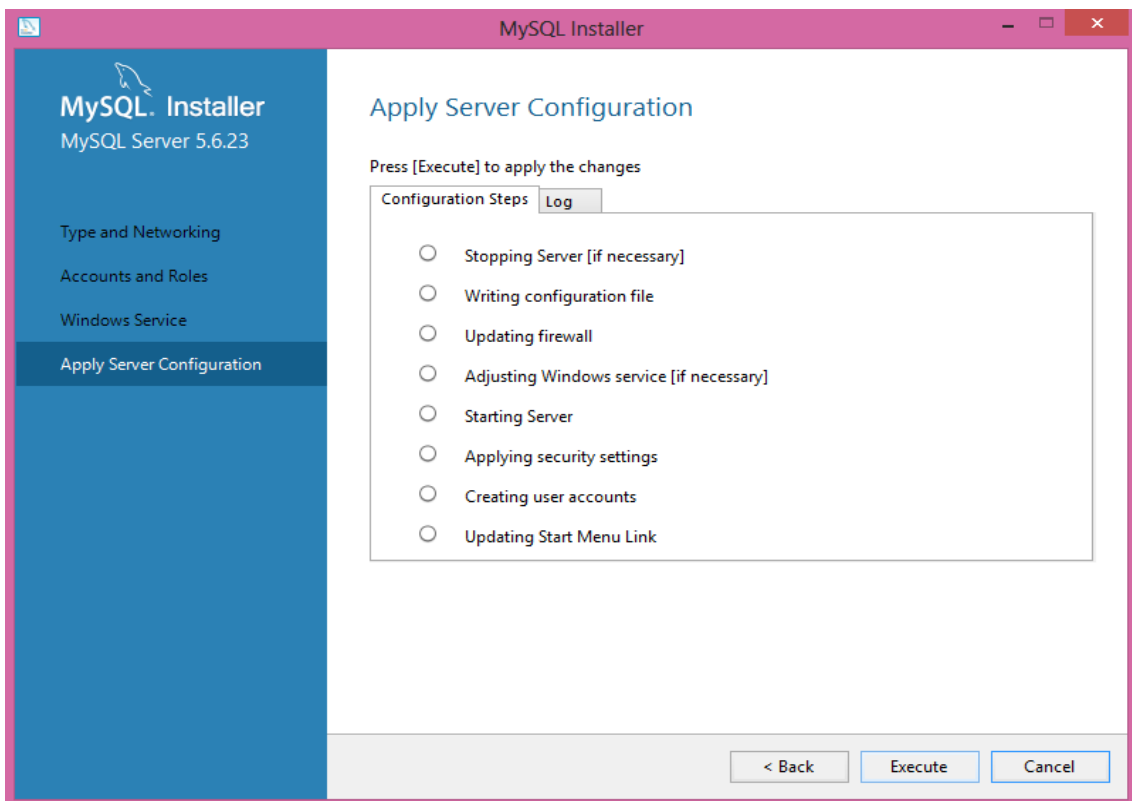 MySQL Installer
MySQL. Installer
MySQL Server 5.6.23
Type and Networking
Accounts and Roles
Windows Service
Apply Server Configuration
Apply Server Configuration
Press [Execute] to apply the changes
Configuration Steps Log
Stopping Server [if necessary]
Writing configuration file
Updating firewall
Adjusting Windows service [if necessary]
Starting Server
Applying security settings
Creating user accounts
Updating Start Menu Link
< Back Execute Cancel